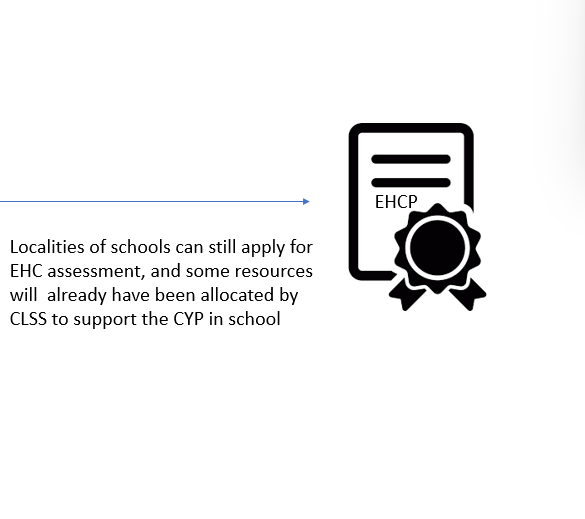 EHCP
Localities of schools can still apply for
EHC assessment, and some resources
will  already have been allocated by
CLSS to support the CYP in school